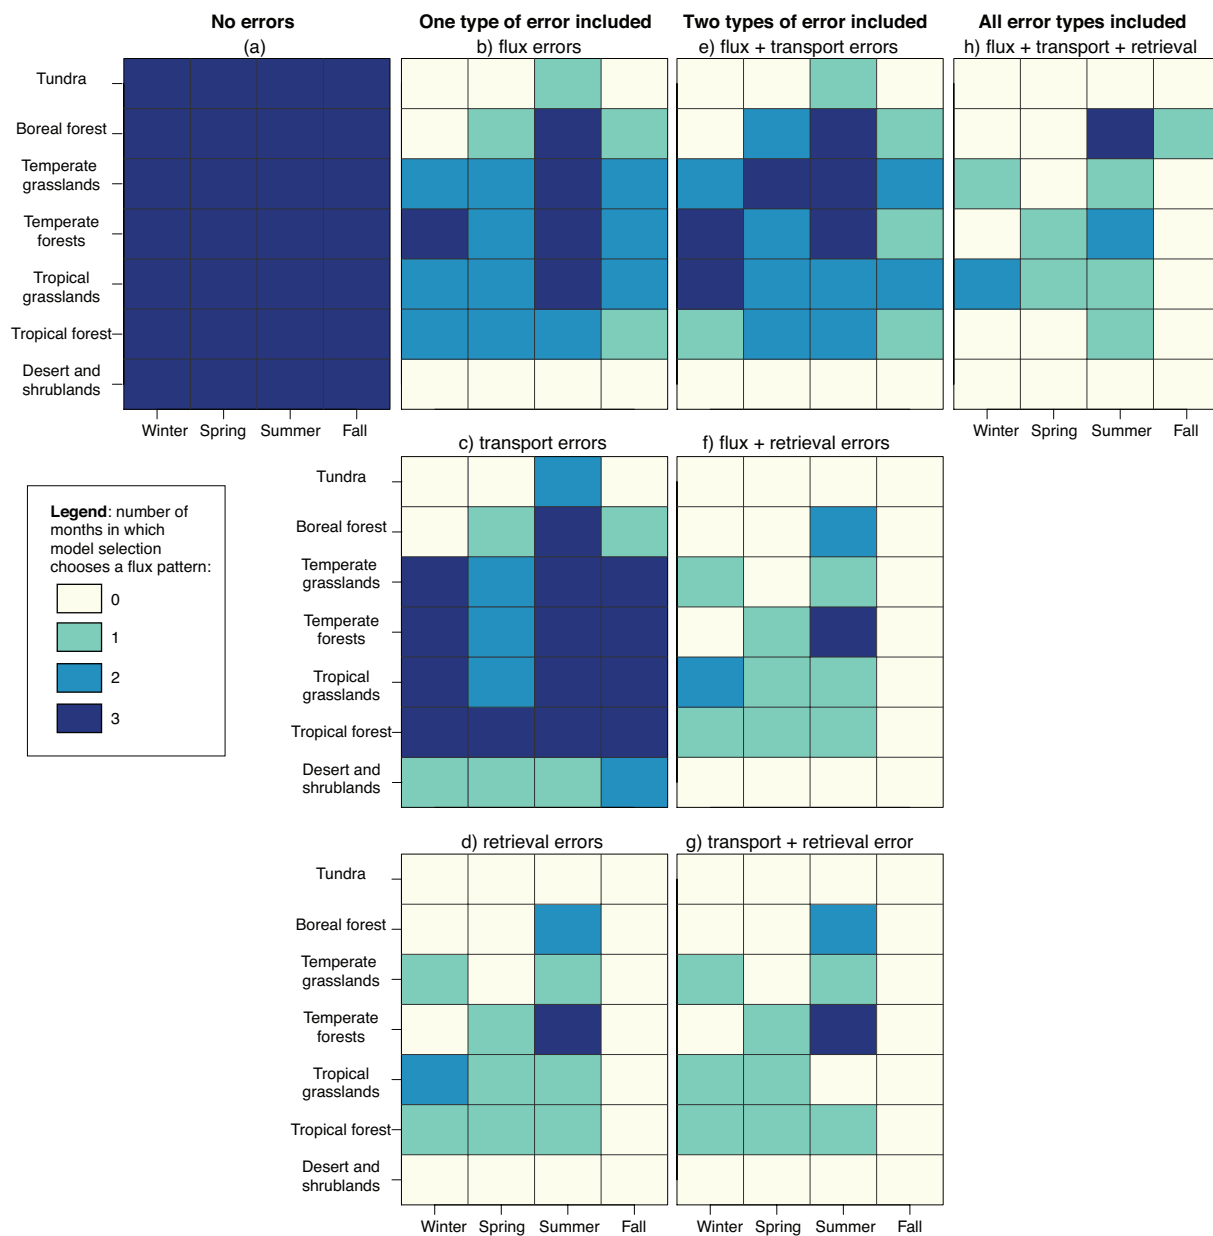 No errors
One type of error included
Two types of error included
All error types included
(a)
b) flux errors
e) flux + transport errors
h) flux + transport + retrieval
Tundra
Boreal forest
Temperate
grasslands
Temperate
forests
Tropical
grasslands
Tropical forest
Desert and
shrublands
Winter Spring Summer Fall
Winter Spring Summer Fall
c) transport errors
f) flux + retrieval errors
Tundra
Boreal forest
Temperate
grasslands
Temperate
forests
Tropical
grasslands
Tropical forest
Desert and
shrublands
Legend: number of
months in which
model selection
chooses a flux pattern:
0
1
2
3
d) retrieval errors
g) transport + retrieval error
Tundra
Boreal forest
Temperate
grasslands
Temperate
forests
Tropical
grasslands
Tropical forest
Desert and
shrublands
Winter Spring Summer Fall
Winter Spring Summer Fall